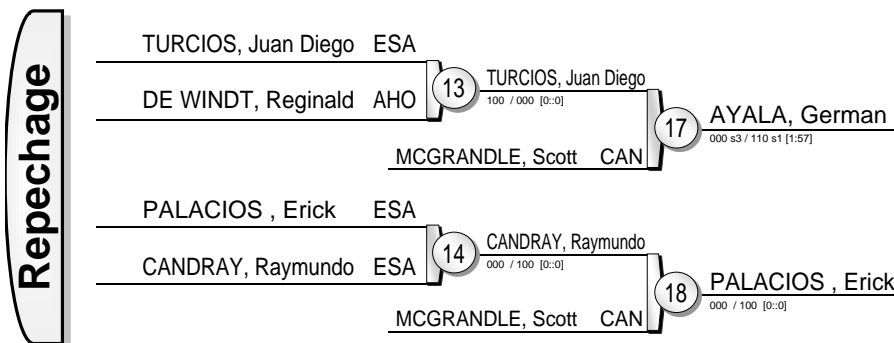 Repechage
TURCIOS, Juan Diego ESA
DE WINDT, Reginald AHO
13
TURCIOS, Juan Diego
100 / 000 [0::0]
MCGRANDLE, Scott CAN
17
AYALA, German
000 s3 / 110 s1 [1:57]
PALACIOS , Erick ESA
CANDRAY, Raymundo ESA
14
CANDRAY, Raymundo
000 / 100 [0::0]
MCGRANDLE, Scott CAN
18
PALACIOS , Erick
000 / 100 [0::0]